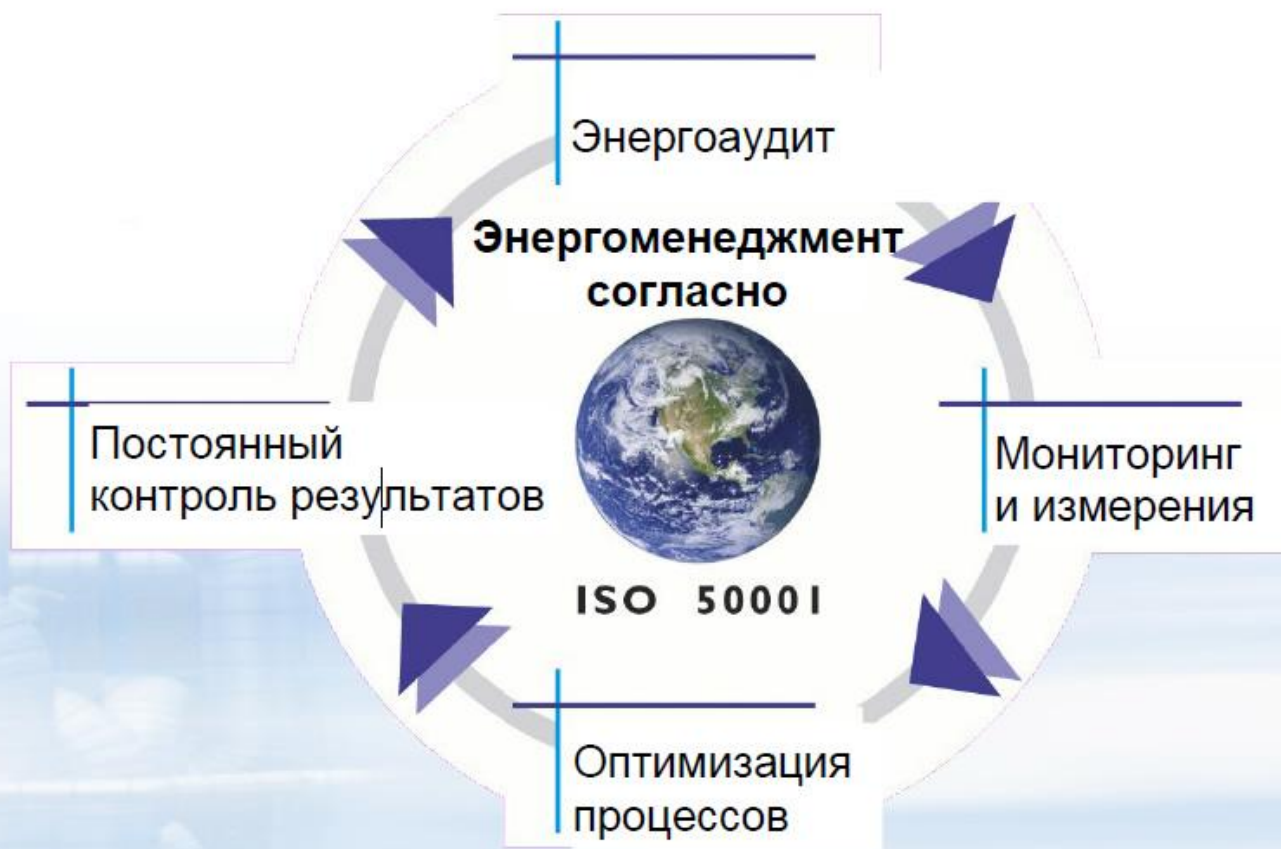 Энергоаудит
Энергоменеджмент
согласно
Постоянный
контроль результатов
Мониторинг
и измерения
ISO 50001
Оптимизация
процессов